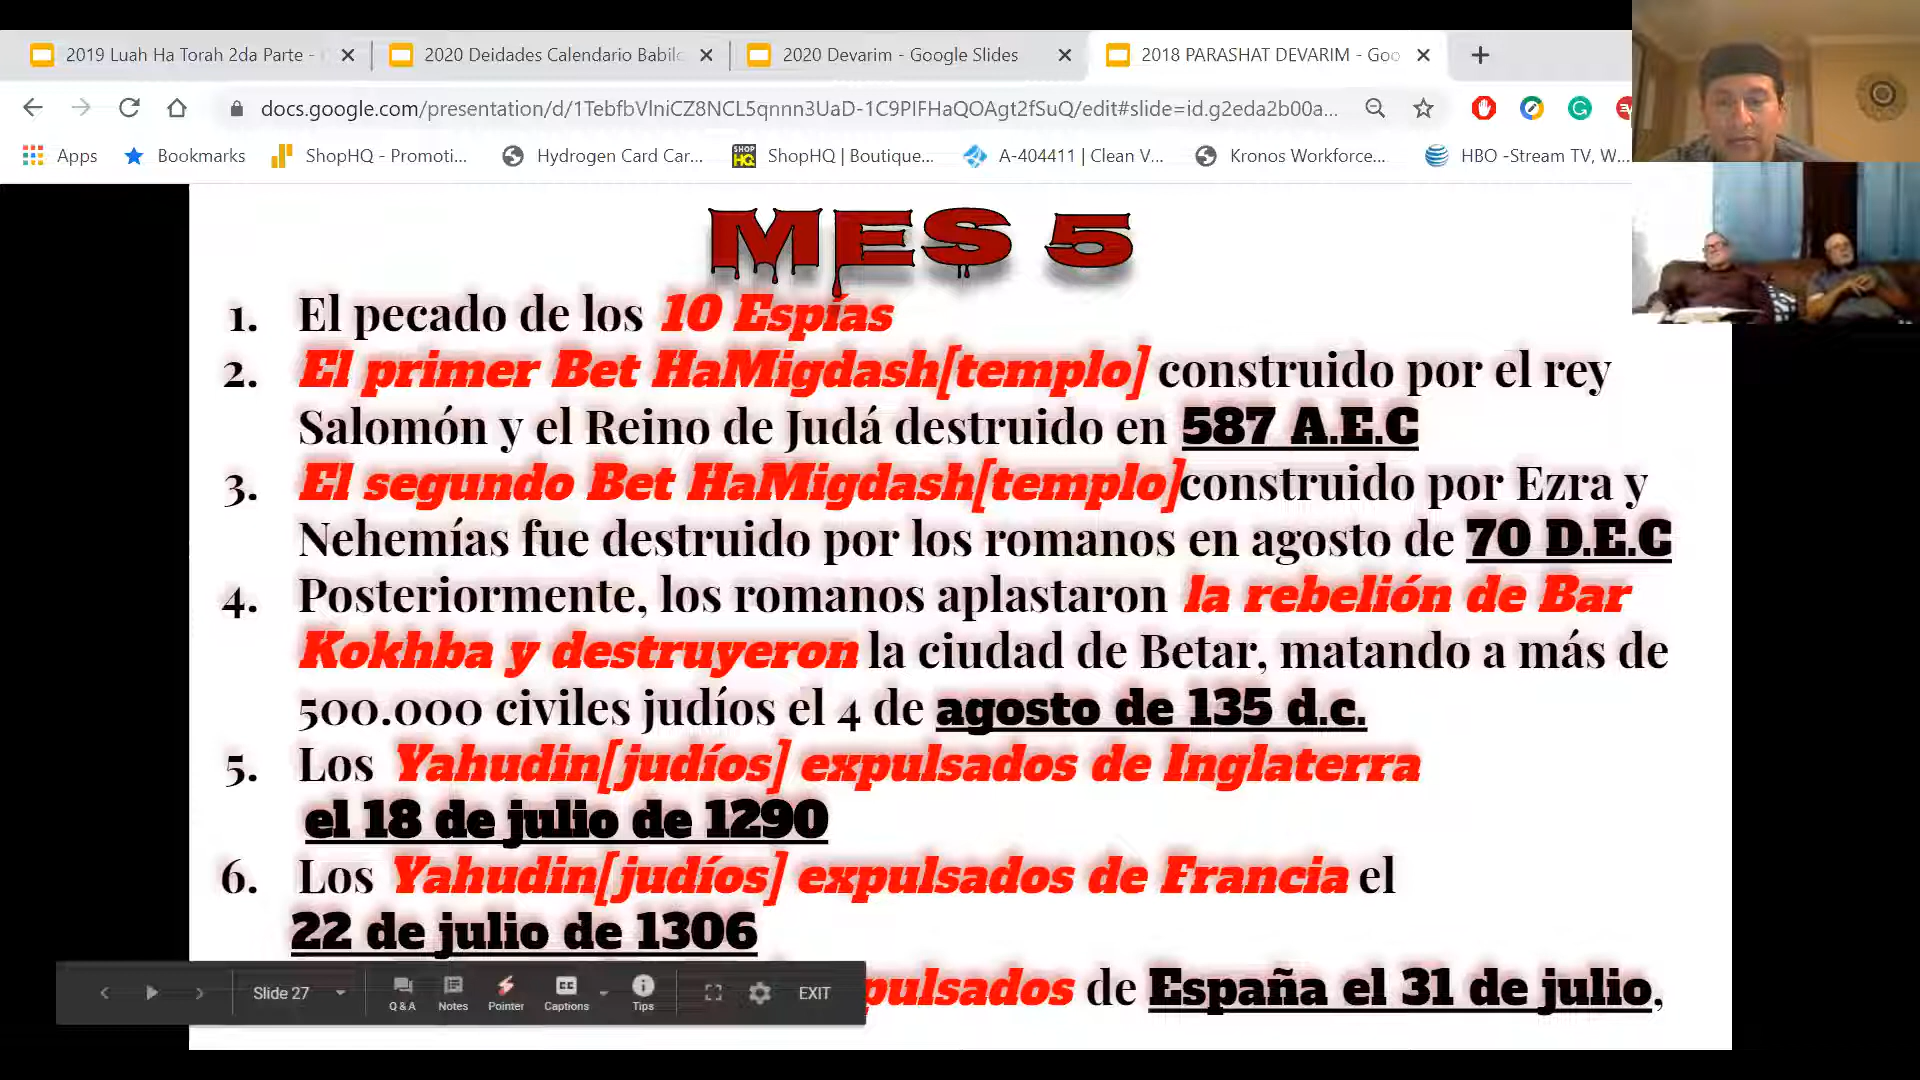 2019 Luah Ha Torah 2da Parte -
2020 Deidades Calendario Babilo
2020 Devarim - Google Slides
2018 PARASHAT DEVARIM - Goo
docs.google.com/presentation/d/1TebfbVlniCZ8NCL5qnnn3UaD-1C9PIFHaQOAgt2fSuQ/edit#slide=id.g2eda2b00a...
Apps
Bookmarks
ShopHQ - Promoti...
Hydrogen Card Car...
SHOP HQ
ShopHQ | Boutique...
A-404411 | Clean V...
Kronos Workforce...
HBO -Stream TV, W...
MES 5
1. El pecado de los 10 Espías
2. El primer Bet HaMigdash[templo] construido por el rey
Salomón y el Reino de Judá destruido en 587 A.E.C
3. El segundo Bet HaMigdash[templo]construido por Ezra y
Nehemías fue destruido por los romanos en agosto de 70 D.E.C
4. Posteriormente, los romanos aplastaron la rebelión de Bar
Kokhba y destruyeron la ciudad de Betar, matando a más de
500.000 civiles judíos el 4 de agosto de 135 d.c.
5. Los Yahudin[judíos] expulsados de Inglaterra
el 18 de julio de 1290
6. Los Yahudin[judíos] expulsados de Francia el
22 de julio de 1306
pulsados de España el 31 de julio,
Slide 27
Q & A
Notes
Pointer
CC
Captions
Tips
EXIT